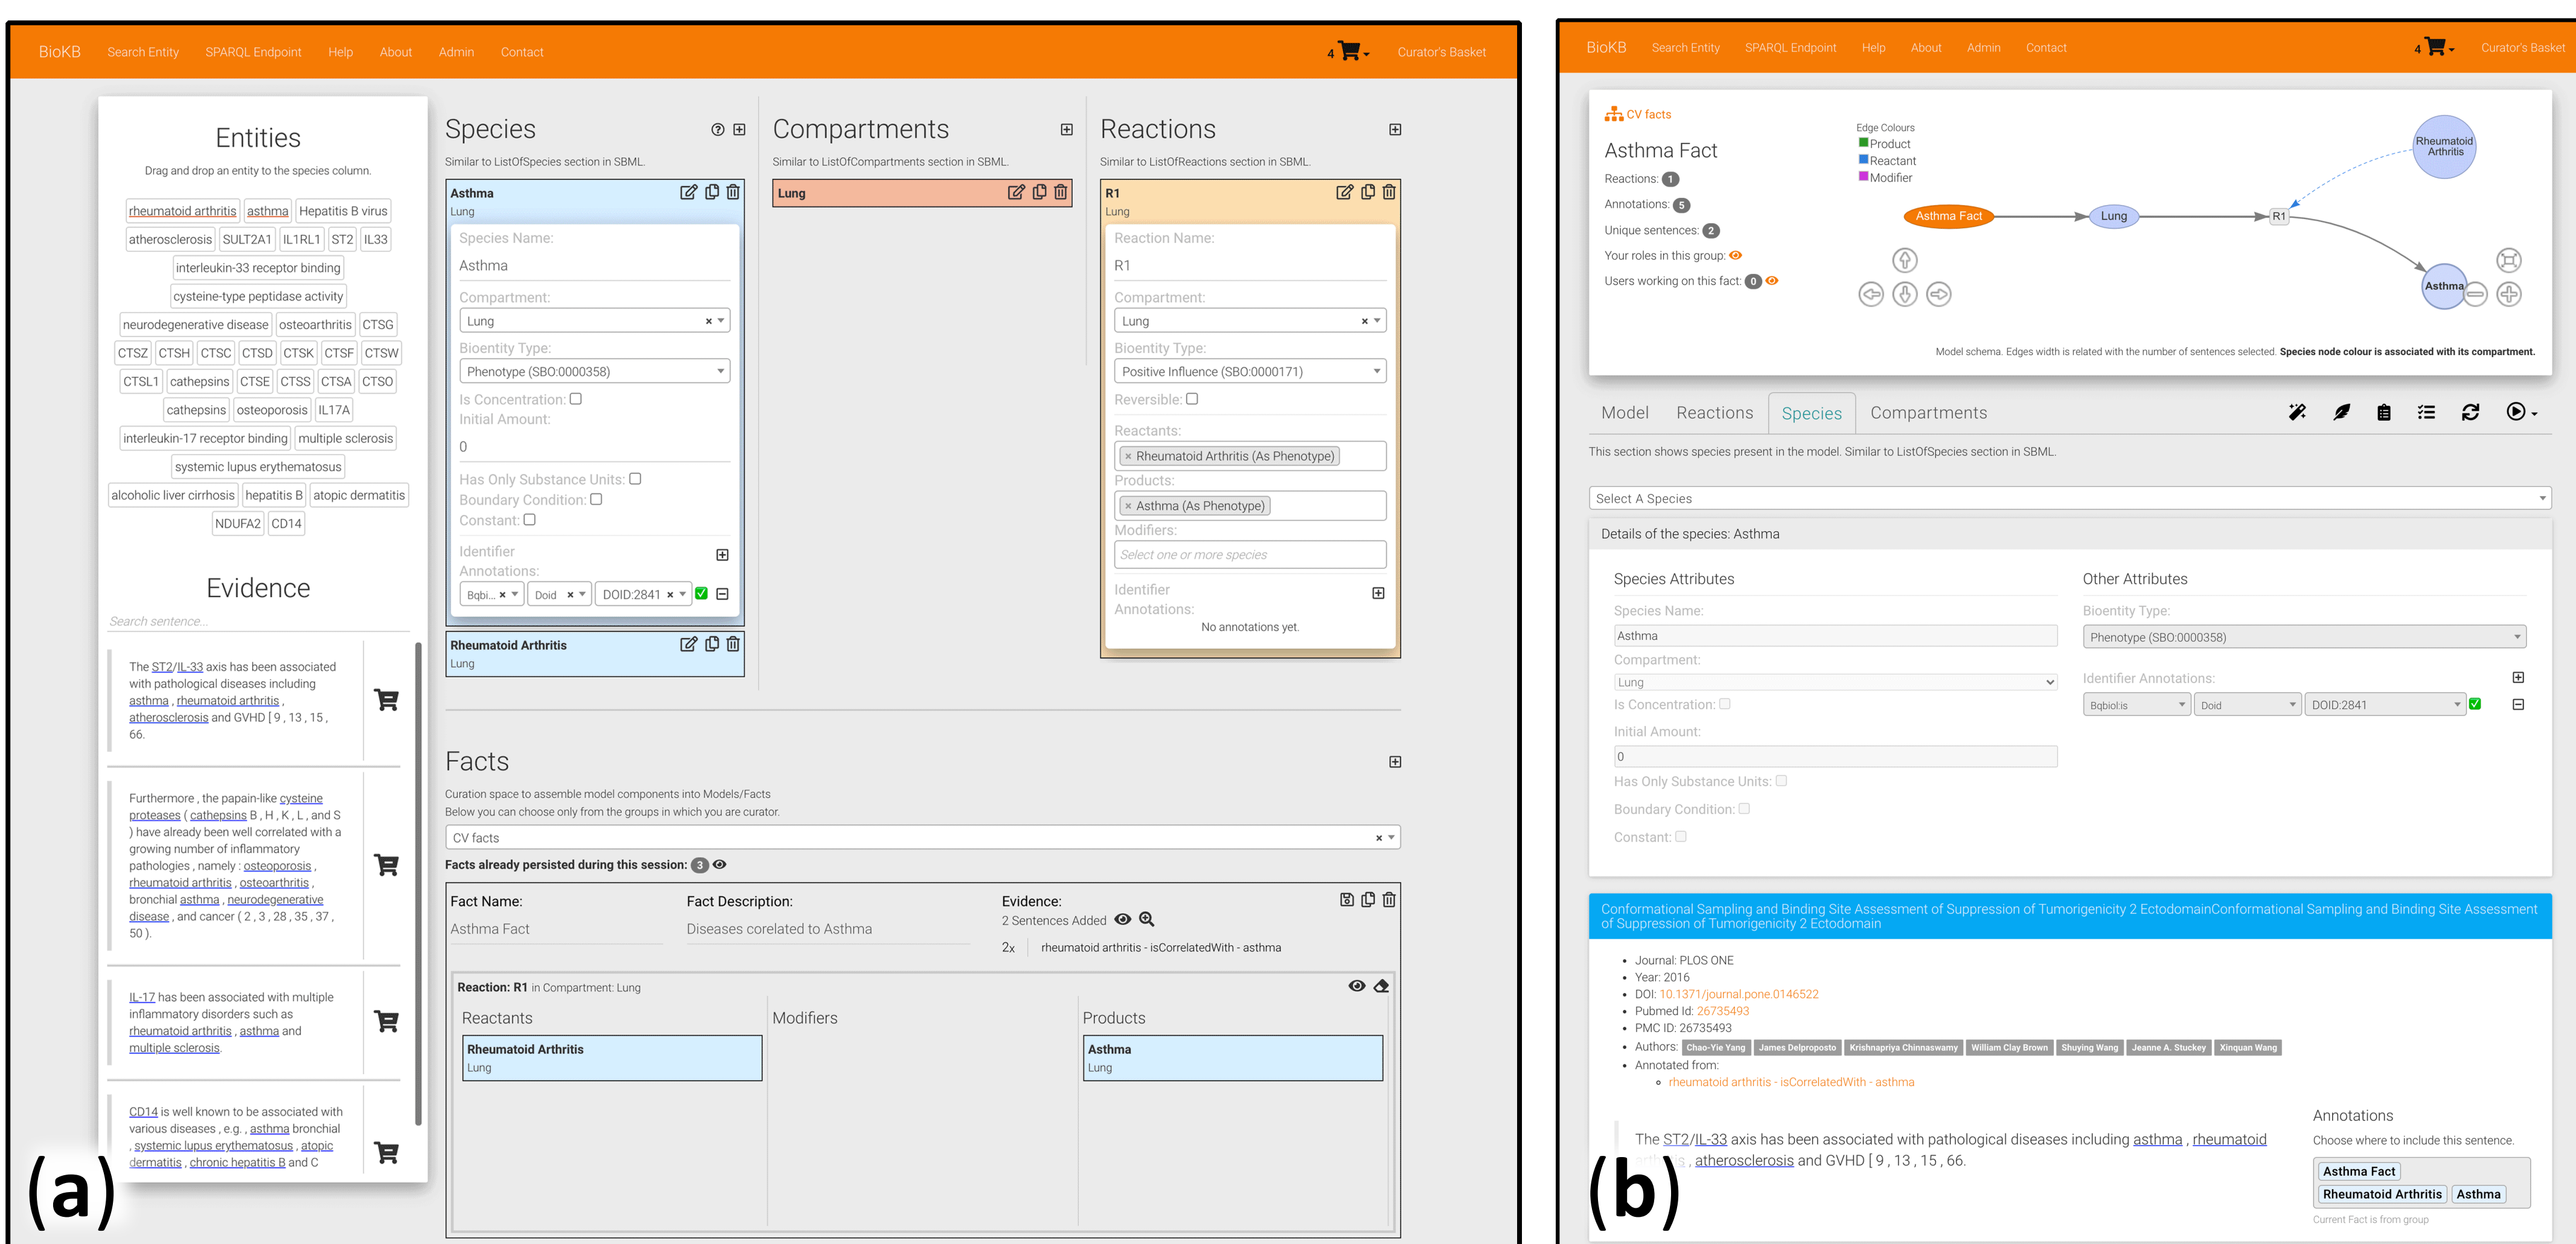 BioKB Search Entity SPARQL Endpoint Help About Admin Contact 4 Curator's Basket
Entities
Drag and drop an entity to the species column.
rheumatoid arthritis asthma Hepatitis B virus
atherosclerosis SULT2A1 IL1RL1 ST2 IL33
interleukin-33 receptor binding
cysteine-type peptidase activity
neurodegenerative disease osteoarthritis CTSG
CTSZ CTSH CTSC CTSD CTSK CTSF CTSW
CTSL1 cathepsins CTSE CTSS CTSA CTSO
cathepsins osteoporosis IL17A
interleukin-17 receptor binding multiple sclerosis
systemic lupus erythematosus
alcoholic liver cirrhosis hepatitis B atopic dermatitis
NDUFA2 CD14
Evidence
Search sentence...
The ST2/IL-33 axis has been associated
with pathological diseases including
asthma , rheumatoid arthritis ,
atherosclerosis and GVHD [ 9 , 13 , 15 ,
66.
Furthermore , the papain-like cysteine
proteases ( cathepsins B , H , K , L , and S
) have already been well correlated with a
growing number of inflammatory
pathologies , namely : osteoporosis ,
rheumatoid arthritis , osteoarthritis ,
bronchial asthma , neurodegenerative
disease , and cancer ( 2 , 3 , 28 , 35 , 37 ,
50 ).
IL-17 has been associated with multiple
inflammatory disorders such as
rheumatoid arthritis , asthma and
multiple sclerosis.
CD14 is well known to be associated with
various diseases , e.g. , asthma bronchial
, systemic lupus erythematosus , atopic
dermatitis , chronic hepatitis B and C
(a)
Species
Similar to ListOfSpecies section in SBML.
Asthma
Lung
Species Name:
Asthma
Compartment:
Lung
Bioentity Type:
Phenotype (SBO:0000358)
Is Concentration:
Initial Amount:
0
Has Only Substance Units:
Boundary Condition:
Constant:
Identifier
Annotations:
Bqbi... Doid DOID:2841
Rheumatoid Arthritis
Lung
Compartments
Similar to ListOfCompartments section in SBML.
Lung
Reactions
Similar to ListOfReactions section in SBML.
R1
Lung
Reaction Name:
R1
Compartment:
Lung
Bioentity Type:
Positive Influence (SBO:0000171)
Reversible:
Reactants:
× Rheumatoid Arthritis (As Phenotype)
Products:
× Asthma (As Phenotype)
Modifiers:
Select one or more species
Identifier
Annotations:
No annotations yet.
Facts
Curation space to assemble model components into Models/Facts
Below you can choose only from the groups in which you are curator.
CV facts
Facts already persisted during this session: 3
Fact Name: Fact Description: Evidence:
2 Sentences Added
Asthma Fact Diseases corelated to Asthma
2x rheumatoid arthritis - isCorrelatedWith - asthma
Reaction: R1 in Compartment: Lung
Reactants Modifiers Products
Rheumatoid Arthritis Asthma
Lung Lung
BioKB Search Entity SPARQL Endpoint Help About Admin Contact 4 Curator's Basket
CV facts
Asthma Fact
Reactions: 1
Annotations: 5
Unique sentences: 2
Your roles in this group:
Users working on this fact: 0
Edge Colours
Product
Reactant
Modifier
Rheumatoid
Arthritis
Asthma Fact Lung R1
Asthma
Model schema. Edges width is related with the number of sentences selected. Species node colour is associated with its compartment.
Model Reactions Species Compartments
This section shows species present in the model. Similar to ListOfSpecies section in SBML.
Select A Species
Details of the species: Asthma
Species Attributes
Species Name:
Asthma
Compartment:
Lung
Is Concentration:
Initial Amount:
0
Has Only Substance Units:
Boundary Condition:
Constant:
Other Attributes
Bioentity Type:
Phenotype (SBO:0000358)
Identifier Annotations:
Bqbiol:is Doid DOID:2841
Conformational Sampling and Binding Site Assessment of Suppression of Tumorigenicity 2 EctodomainConformational Sampling and Binding Site Assessment
of Suppression of Tumorigenicity 2 Ectodomain
• Journal: PLOS ONE
• Year: 2016
• DOI: 10.1371/journal.pone.0146522
• Pubmed Id: 26735493
• PMC ID: 26735493
• Authors: Chao-Yie Yang James Delproposto Krishnapriya Chinnaswamy William Clay Brown Shuying Wang Jeanne A. Stuckey Xinquan Wang
• Annotated from:
rheumatoid arthritis - isCorrelatedWith - asthma
The ST2/IL-33 axis has been associated with pathological diseases including asthma , rheumatoid
, atherosclerosis and GVHD [ 9 , 13 , 15 , 66.
Annotations
Choose where to include this sentence.
Asthma Fact
Rheumatoid Arthritis Asthma
Current Fact is from group
(b)